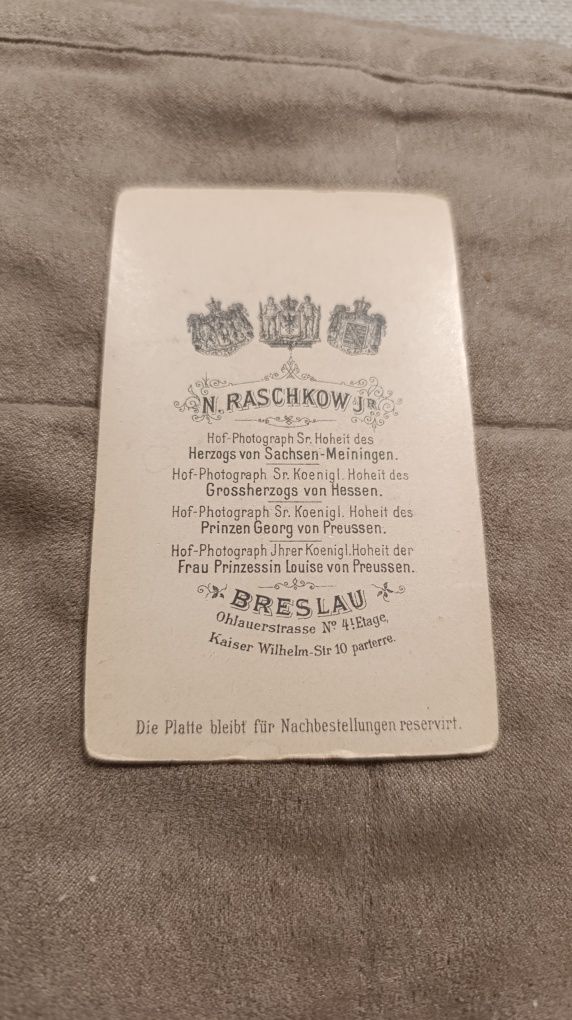 N. RASCHKOW JR.
Hof-Photograph Sr. Hoheit des
Herzogs von Sachsen-Meiningen.
Hof-Photograph Sr. Koenigl. Hoheit des
Grossherzogs von Hessen.
Hof-Photograph Sr. Koenigl. Hoheit des
Prinzen Georg von Preussen.
Hof-Photograph Jhrer Koenigl. Hoheit der
Frau Prinzessin Louise von Preussen.
BRESLAU
Ohlauerstrasse No 4 I. Etage,
Kaiser Wilhelm-Str 10 parterre.
Die Platte bleibt für Nachbestellungen reservirt.